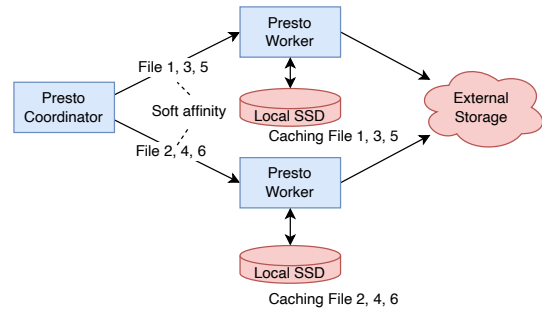 Presto
Worker
File 1, 3, 5
Presto
Coordinator
Soft affinity
Local SSD
External
Storage
Caching File 1, 3, 5
File 2, 4, 6
Presto
Worker
Local SSD
Caching File 2, 4, 6